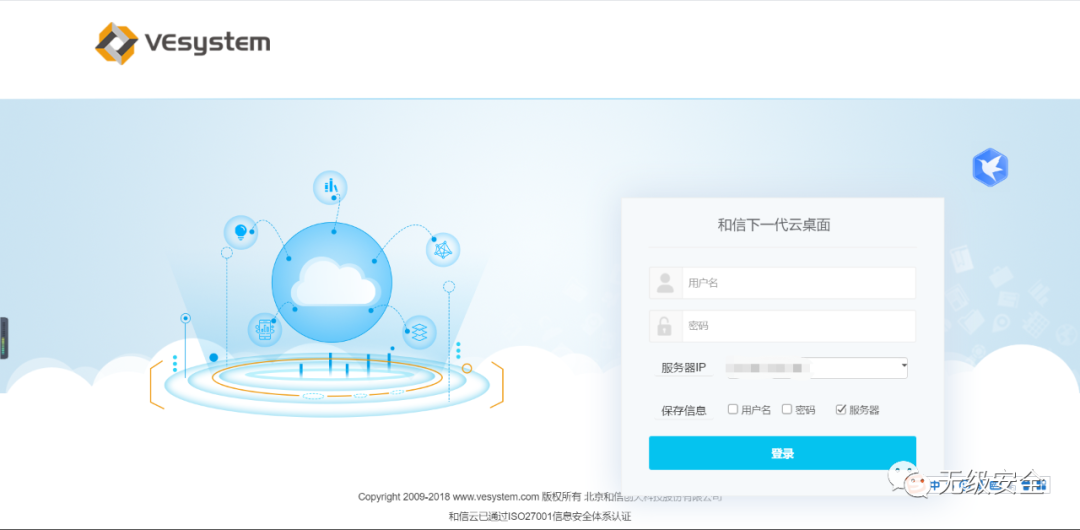 VEsystem
和信下一代云桌面
用户名
密码
服务器IP
保存信息 用户名 密码 服务器
登录
无级安全
中
Copyright 2009-2018 www.vesystem.com 版权所有 北京和信创天科技股份有限公司
和信云已通过ISO27001信息安全体系认证